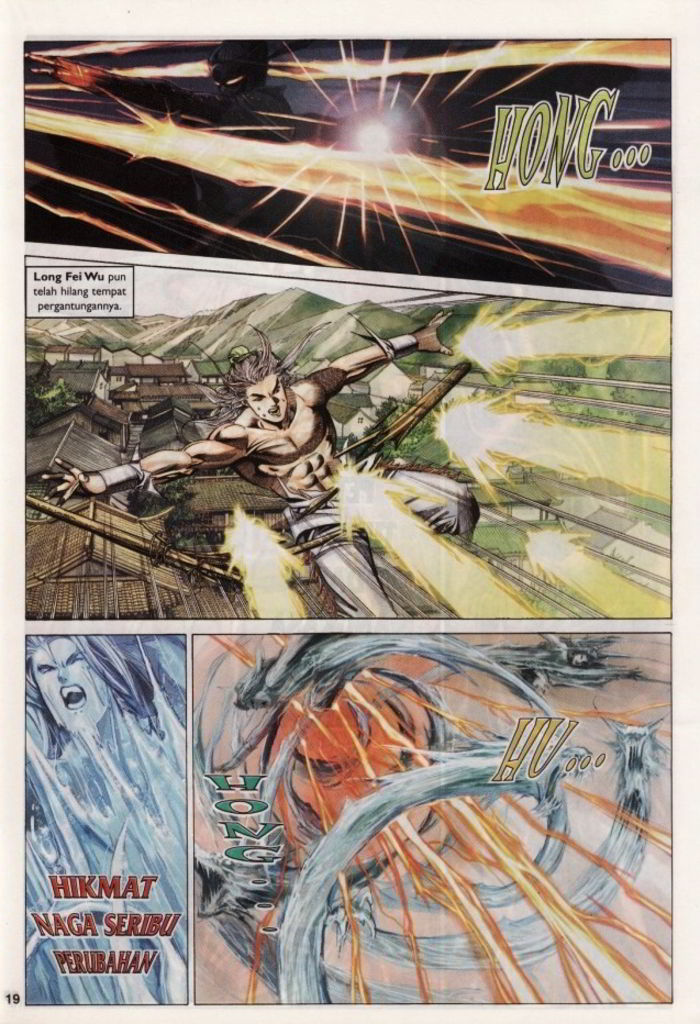 HONG...
Long Fei Wu pun
telah hilang tempat
pergantungannya.
HU...
HONG...
HIKMAT
NAGA SERIBU
PERUBAHAN
19